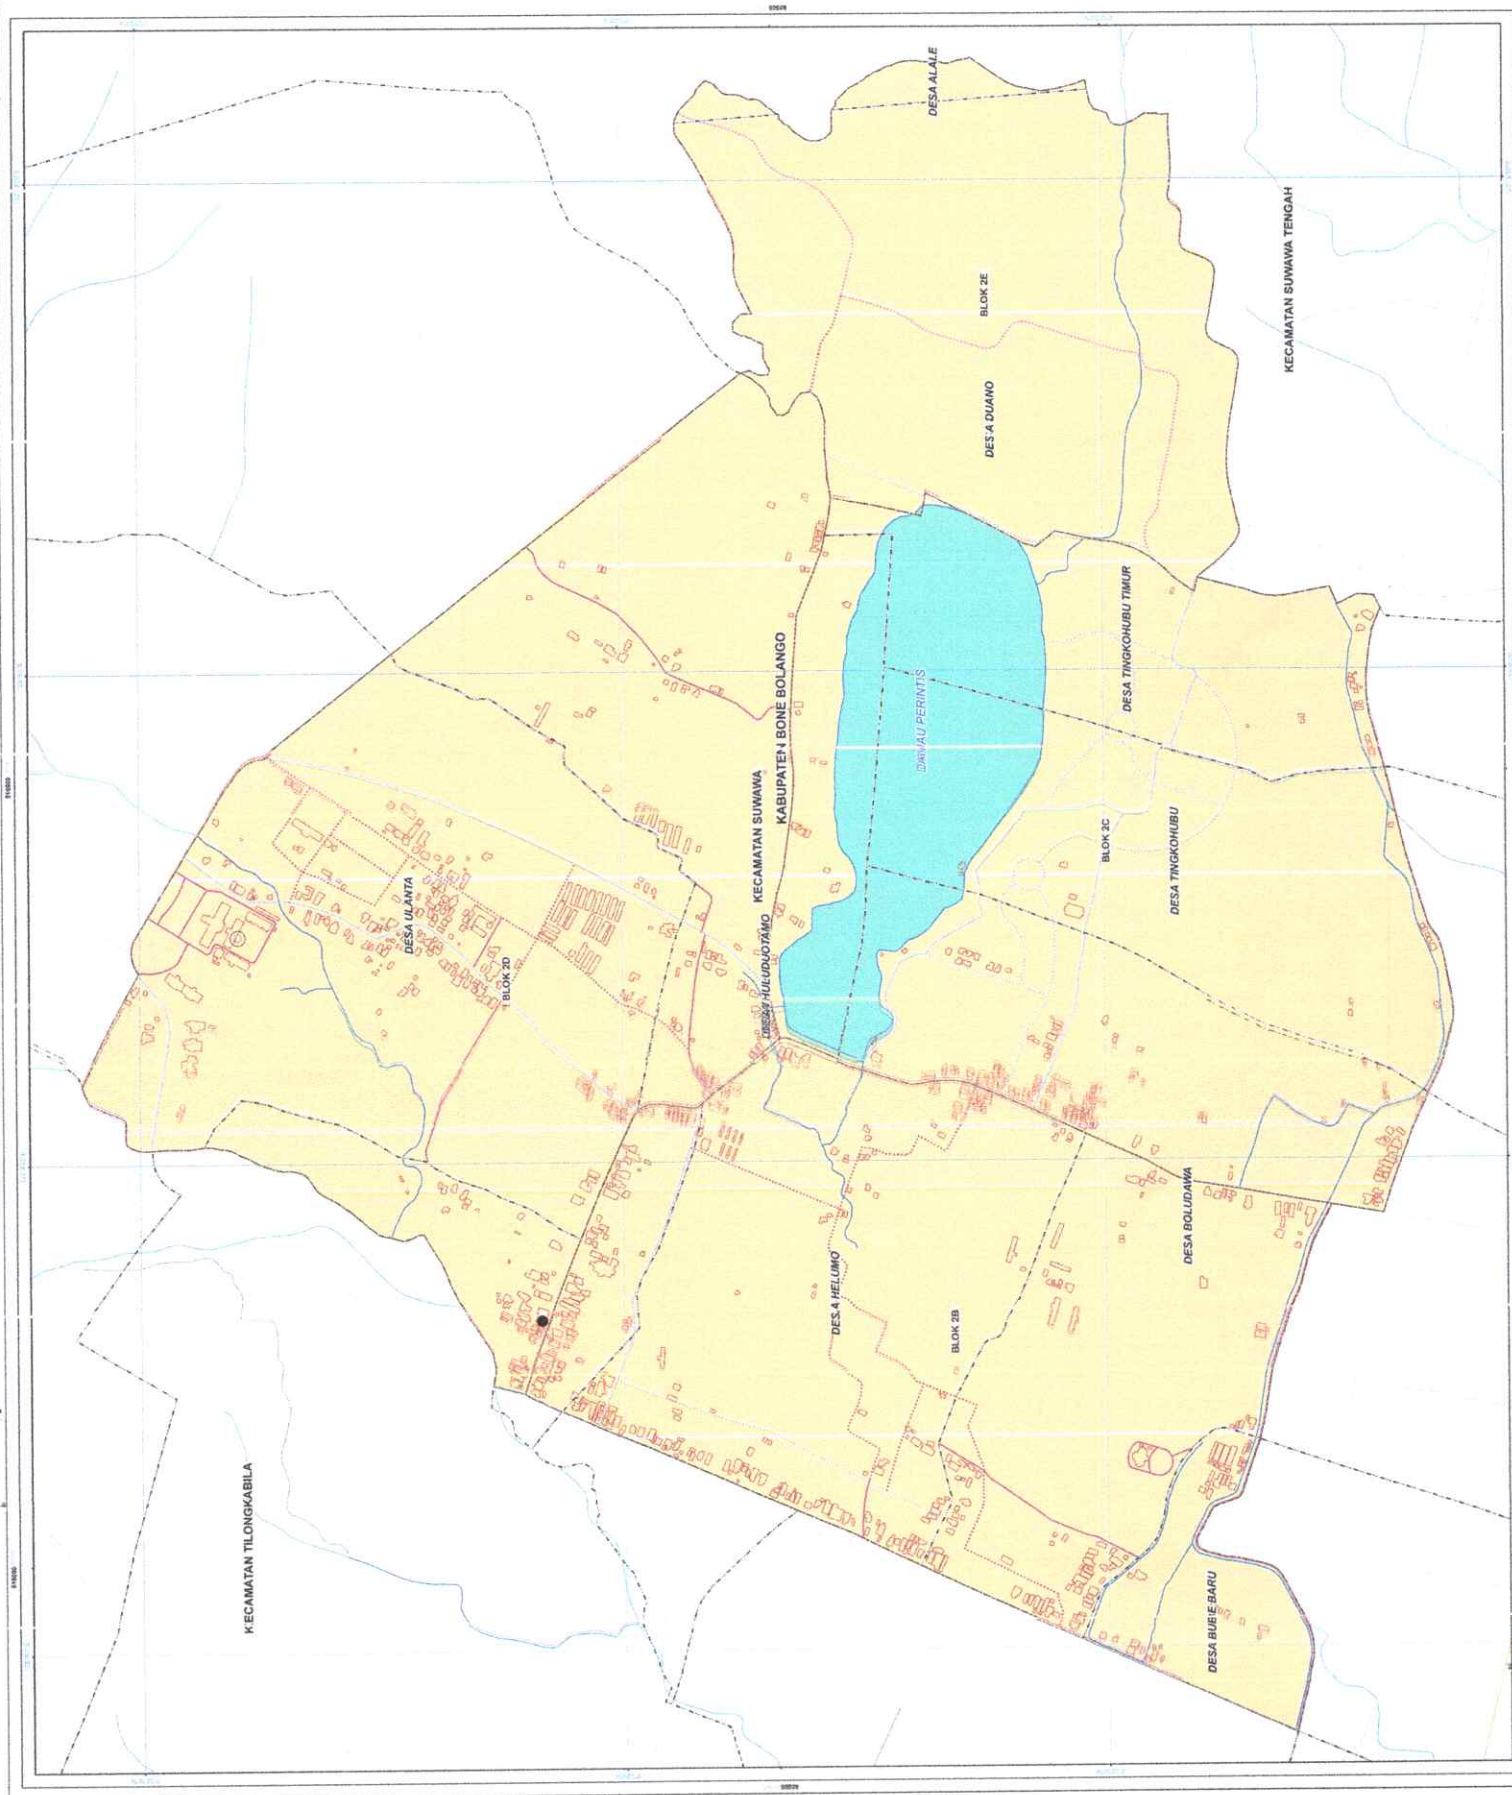 DESA ALALE
KECAMATAN SUWAWA TENGAH
BLOK 2E
DESA DUANO
DESA TINGKOHUBU TIMUR
KABUPATEN BONE BOLANGO
KECAMATAN SUWAWA
DANAU PERINTIS
BLOK 2C
DESA TINGKOHUBU
DESA ULANTA
BLOK 2D
DESA HULUDUOTAMO
DESA BOLUDAWA
DESA HELUMO
BLOK 2B
KECAMATAN TILONGKABILA
DESA BUBE BARU